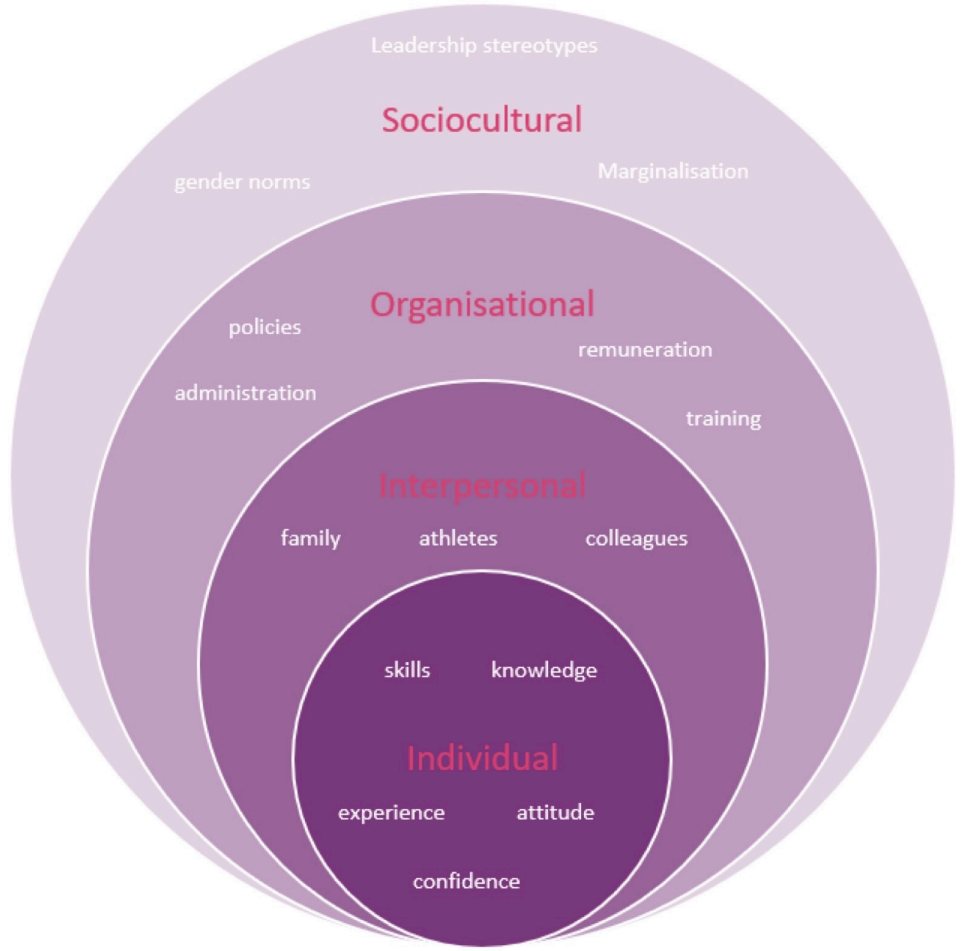 Leadership stereotypes
Sociocultural
gender norms
Marginalisation
Organisational
policies
remuneration
administration
training
Interpersonal
family athletes colleagues
skills knowledge
Individual
experience attitude
confidence